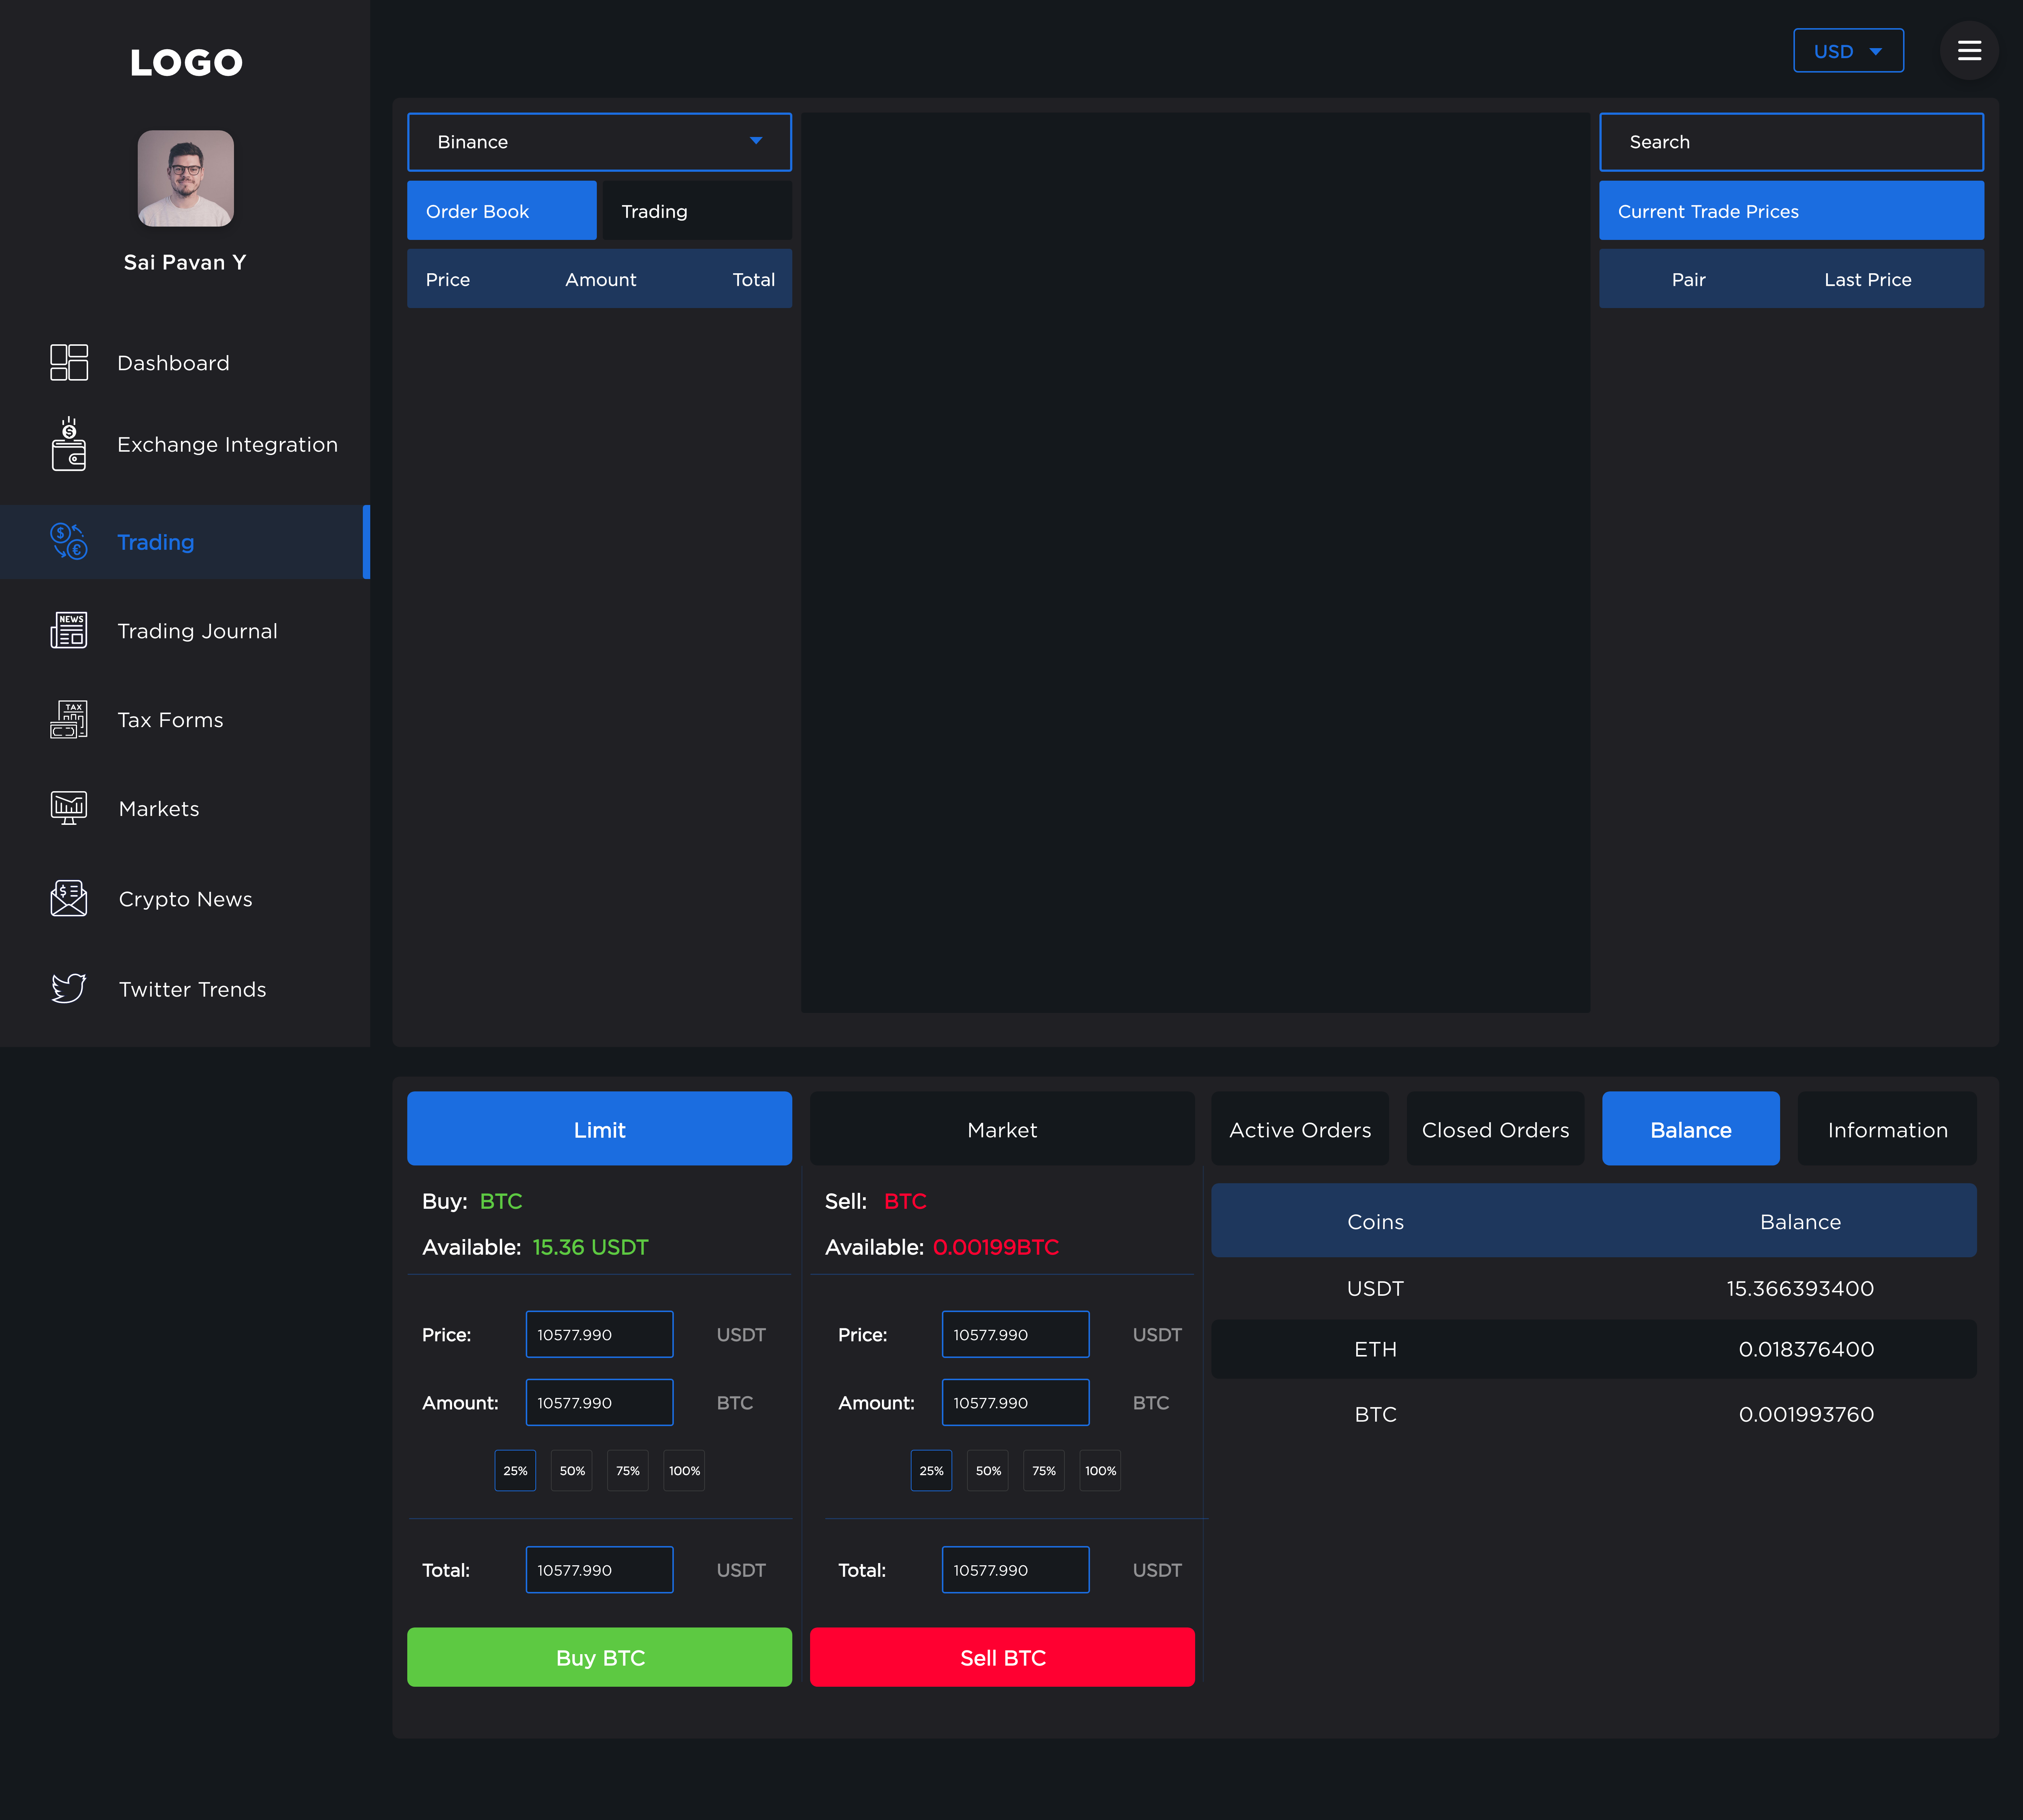 LOGO
Sai Pavan Y
Dashboard
Exchange Integration
Trading
Trading Journal
Tax Forms
Markets
Crypto News
Twitter Trends
$
$
€
NEWS
TAX
$
USD
Binance
Order Book Trading
Price Amount Total
Search
Current Trade Prices
Pair Last Price
Limit Market
Buy: BTC
Available: 15.36 USDT
Price: 10577.990 USDT
Amount: 10577.990 BTC
25% 50% 75% 100%
Total: 10577.990 USDT
Buy BTC
Sell: BTC
Available: 0.00199BTC
Price: 10577.990 USDT
Amount: 10577.990 BTC
25% 50% 75% 100%
Total: 10577.990 USDT
Sell BTC
Active Orders Closed Orders Balance Information
Coins Balance
USDT 15.366393400
ETH 0.018376400
BTC 0.001993760